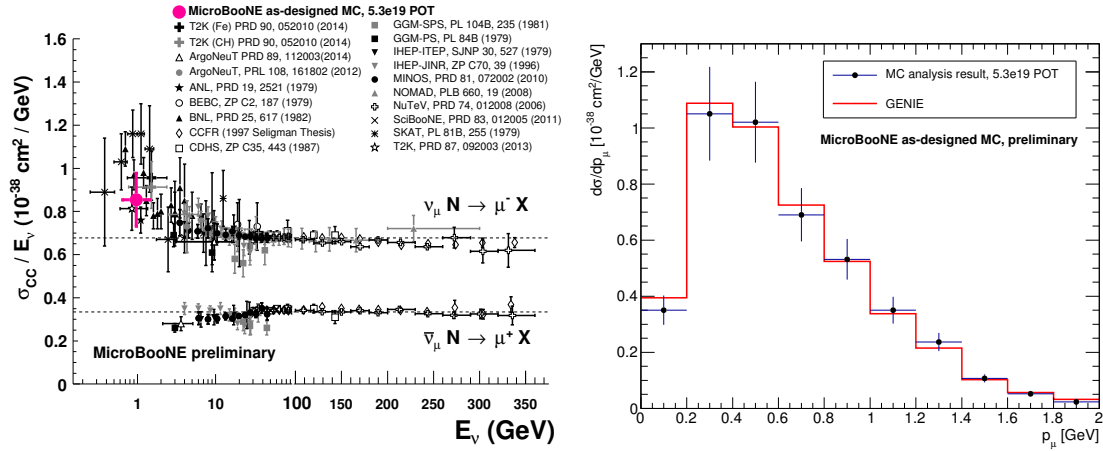 MicroBooNE as-designed MC, 5.3e19 POT
T2K (Fe) PRD 90, 052010 (2014)
T2K (CH) PRD 90, 052010 (2014)
ArgoNeuT PRD 89, 112003(2014)
ArgoNeuT, PRL 108, 161802 (2012)
ANL, PRD 19, 2521 (1979)
BEBC, ZP C2, 187 (1979)
BNL, PRD 25, 617 (1982)
CCFR (1997 Seligman Thesis)
CDHS, ZP C35, 443 (1987)
GGM-SPS, PL 104B, 235 (1981)
GGM-PS, PL 84B (1979)
IHEP-ITEP, SJNP 30, 527 (1979)
IHEP-JINR, ZP C70, 39 (1996)
MINOS, PRD 81, 072002 (2010)
NOMAD, PLB 660, 19 (2008)
NuTeV, PRD 74, 012008 (2006)
SciBooNE, PRD 83, 012005 (2011)
SKAT, PL 81B, 255 (1979)
T2K, PRD 87, 092003 (2013)
σCC / Eν (10^-38 cm^2 / GeV)
1.6
1.4
1.2
1
0.8
0.6
0.4
0.2
0
νμ N → μ- X
ν̅μ N → μ+ X
MicroBooNE preliminary
1 10 100 150 200 250 300 350
Eν (GeV)
dσ/dpμ [10^-38 cm^2/GeV]
1.2
1
0.8
0.6
0.4
0.2
0
MC analysis result, 5.3e19 POT
GENIE
MicroBooNE as-designed MC, preliminary
0 0.2 0.4 0.6 0.8 1 1.2 1.4 1.6 1.8 2
pμ [GeV]